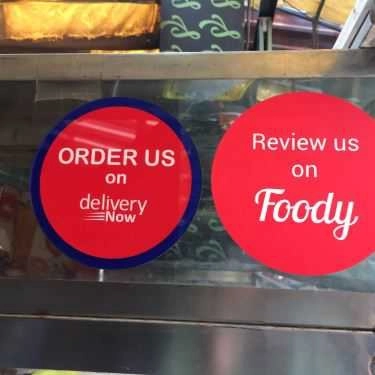 ORDER US
on
delivery
Now
Review us
on
Foody